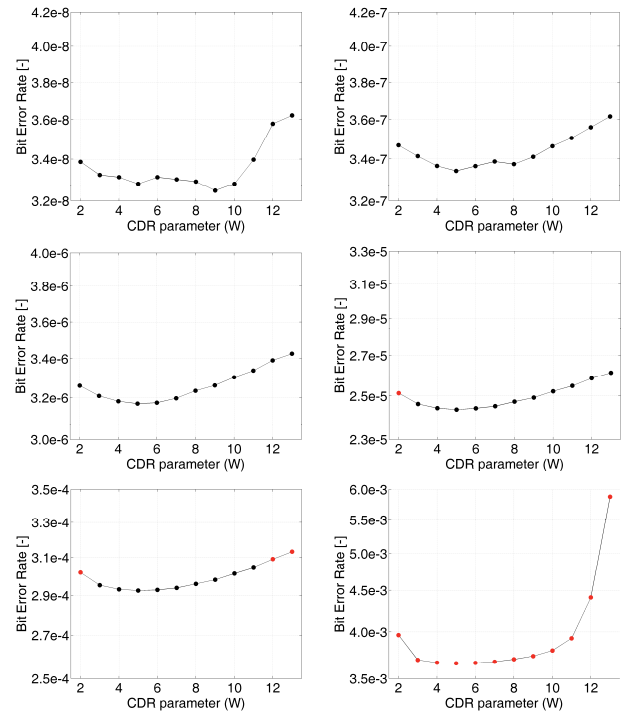 4.2e-8
4.0e-8
3.8e-8
3.6e-8
3.4e-8
3.2e-8
Bit Error Rate [-]
2 4 6 8 10 12
CDR parameter (W)
4.2e-7
4.0e-7
3.8e-7
3.6e-7
3.4e-7
3.2e-7
Bit Error Rate [-]
2 4 6 8 10 12
CDR parameter (W)
4.0e-6
3.8e-6
3.6e-6
3.4e-6
3.2e-6
3.0e-6
Bit Error Rate [-]
2 4 6 8 10 12
CDR parameter (W)
3.3e-5
3.1e-5
2.9e-5
2.7e-5
2.5e-5
2.3e-5
Bit Error Rate [-]
2 4 6 8 10 12
CDR parameter (W)
3.5e-4
3.3e-4
3.1e-4
2.9e-4
2.7e-4
2.5e-4
Bit Error Rate [-]
2 4 6 8 10 12
CDR parameter (W)
6.0e-3
5.5e-3
5.0e-3
4.5e-3
4.0e-3
3.5e-3
Bit Error Rate [-]
2 4 6 8 10 12
CDR parameter (W)